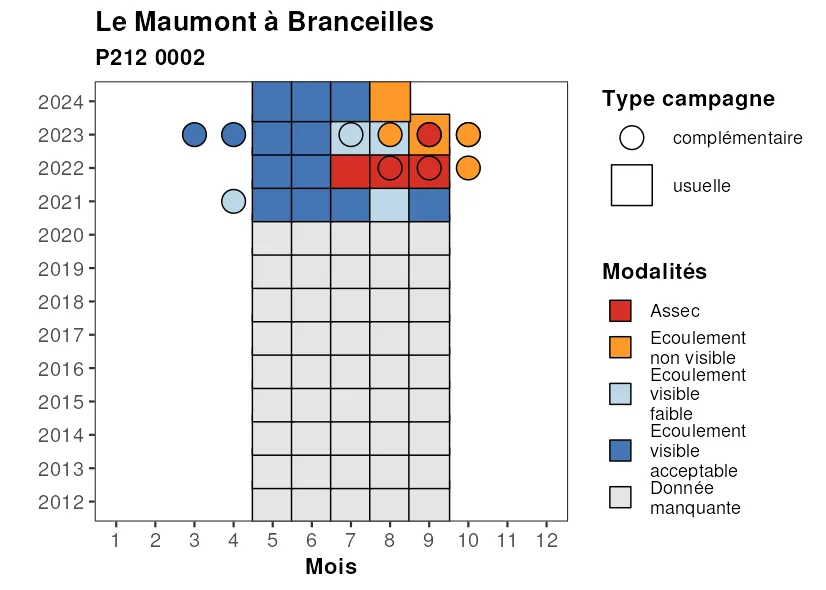 Le Maumont à Branceilles
P212 0002
2024
2023
2022
2021
2020
2019
2018
2017
2016
2015
2014
2013
2012
1 2 3 4 5 6 7 8 9 10 11 12
Mois
Type campagne
complémentaire
usuelle
Modalités
Assec
Ecoulement
non visible
Ecoulement
visible
faible
Ecoulement
visible
acceptable
Donnée
manquante